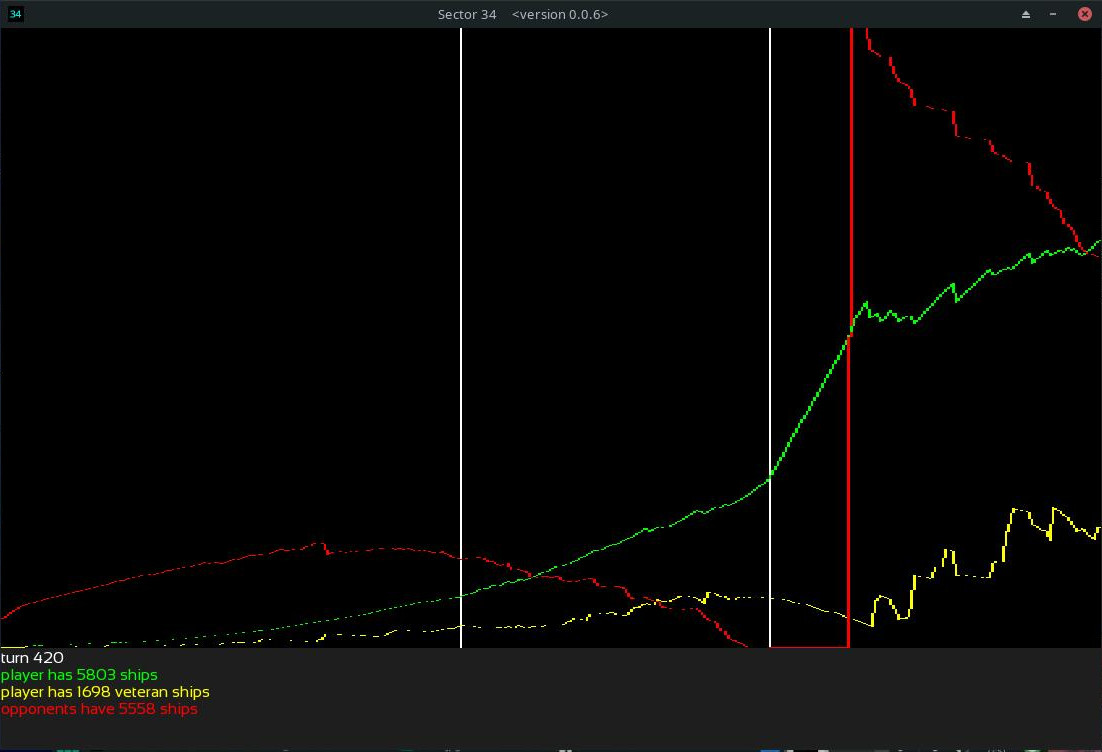 34 Sector 34 <version 0.0.6>
turn 420
player has 5803 ships
player has 1698 veteran ships
opponents have 5558 ships